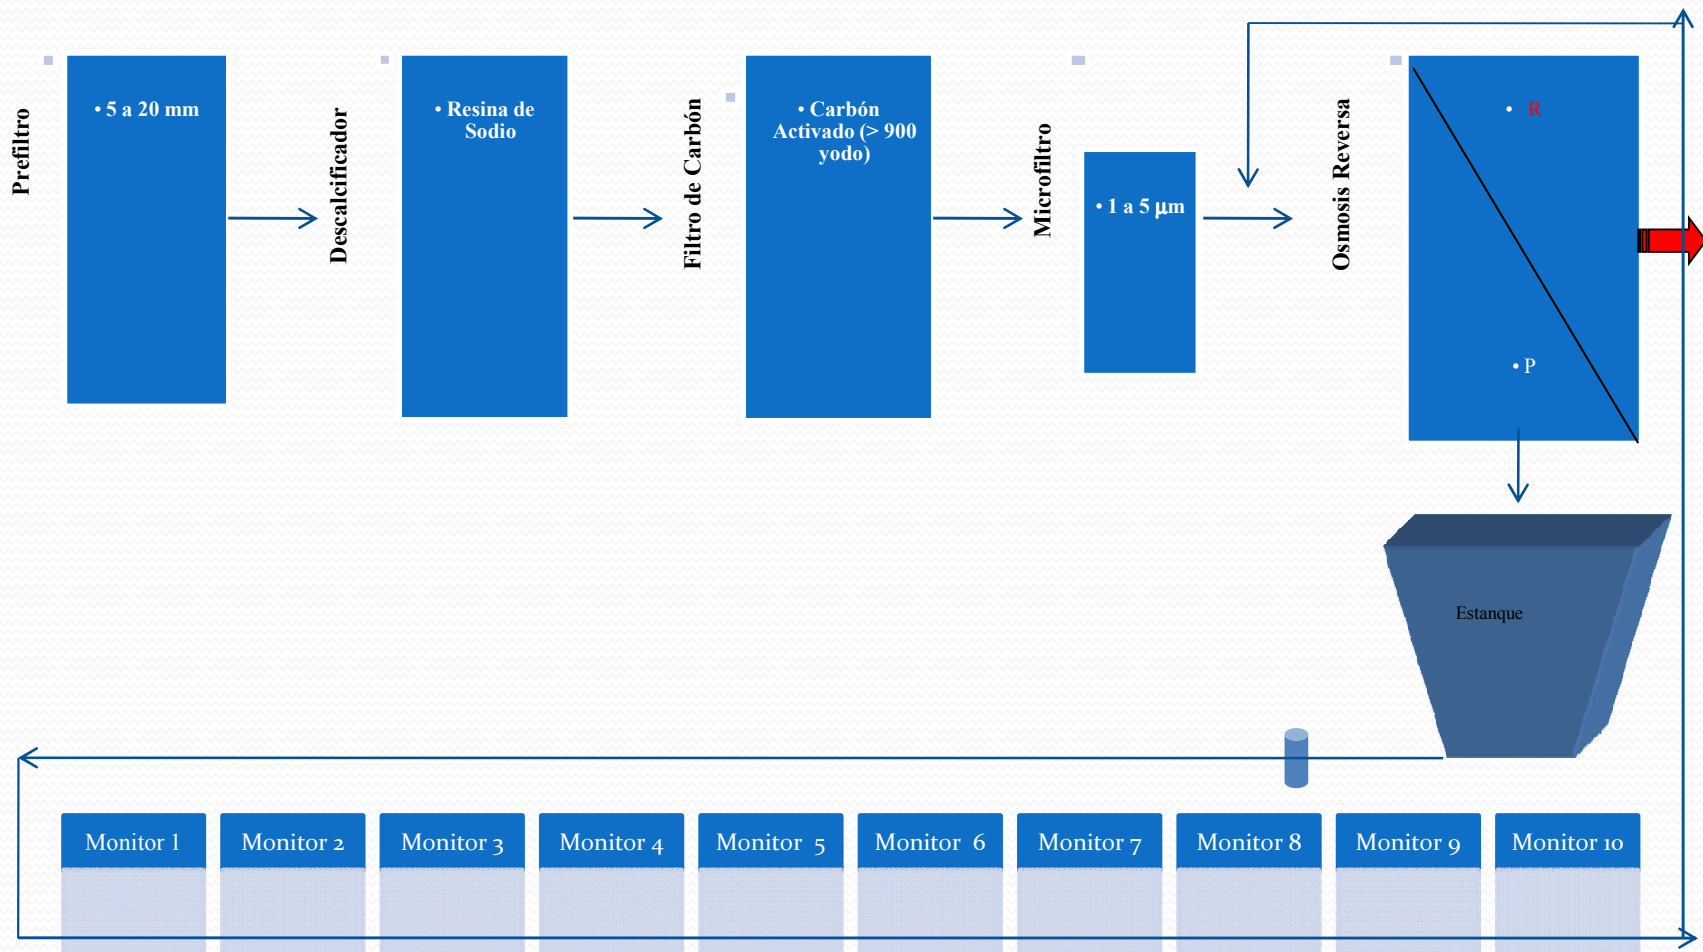 Prefiltro
• 5 a 20 mm
Descalcificador
• Resina de
Sodio
Filtro de Carbón
• Carbón
Activado (> 900
yodo)
Microfiltro
• 1 a 5 μm
Osmosis Reversa
• R
• P
Estanque
Monitor 1
Monitor 2
Monitor 3
Monitor 4
Monitor 5
Monitor 6
Monitor 7
Monitor 8
Monitor 9
Monitor 10